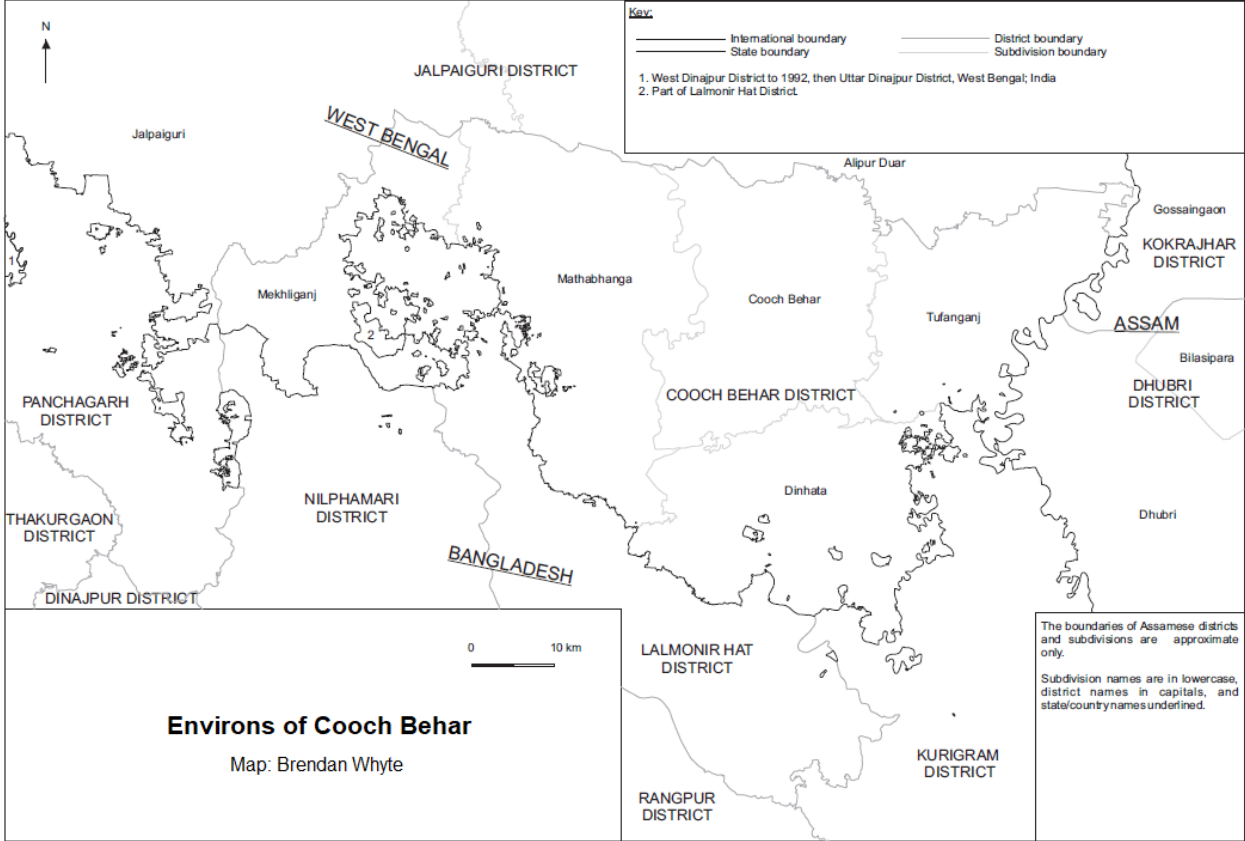 N
Key:
International boundary
District boundary
State boundary
Subdivision boundary
1. West Dinajpur District to 1992, then Uttar Dinajpur District, West Bengal; India
2. Part of Lalmonir Hat District.
JALPAIGURI DISTRICT
WEST BENGAL
Jalpaiguri
Alipur Duar
Gossaingaon
KOKRAJHAR
DISTRICT
1
Mekhliganj
Mathabhanga
Cooch Behar
Tufanganj
2
ASSAM
Bilasipara
PANCHAGARH
DISTRICT
COOCH BEHAR DISTRICT
DHUBRI
DISTRICT
NILPHAMARI
DISTRICT
Dinhata
Dhubri
THAKURGAON
DISTRICT
BANGLADESH
DINAJPUR DISTRICT
LALMONIR HAT
DISTRICT
KURIGRAM
DISTRICT
RANGPUR
DISTRICT
0 10 km
Environs of Cooch Behar
Map: Brendan Whyte
The boundaries of Assamese districts
and subdivisions are approximate
only.
Subdivision names are in lowercase,
district names in capitals, and
state/country names underlined.